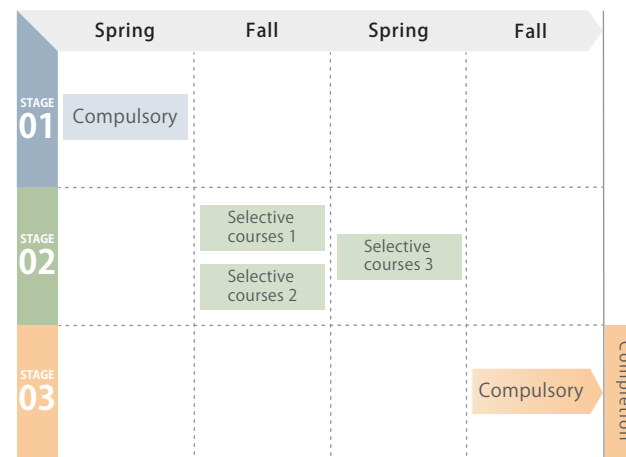 Spring Fall Spring Fall
STAGE
01
Compulsory
STAGE
02
Selective
courses 1
Selective
courses 2
Selective
courses 3
STAGE
03
Compulsory
Completion